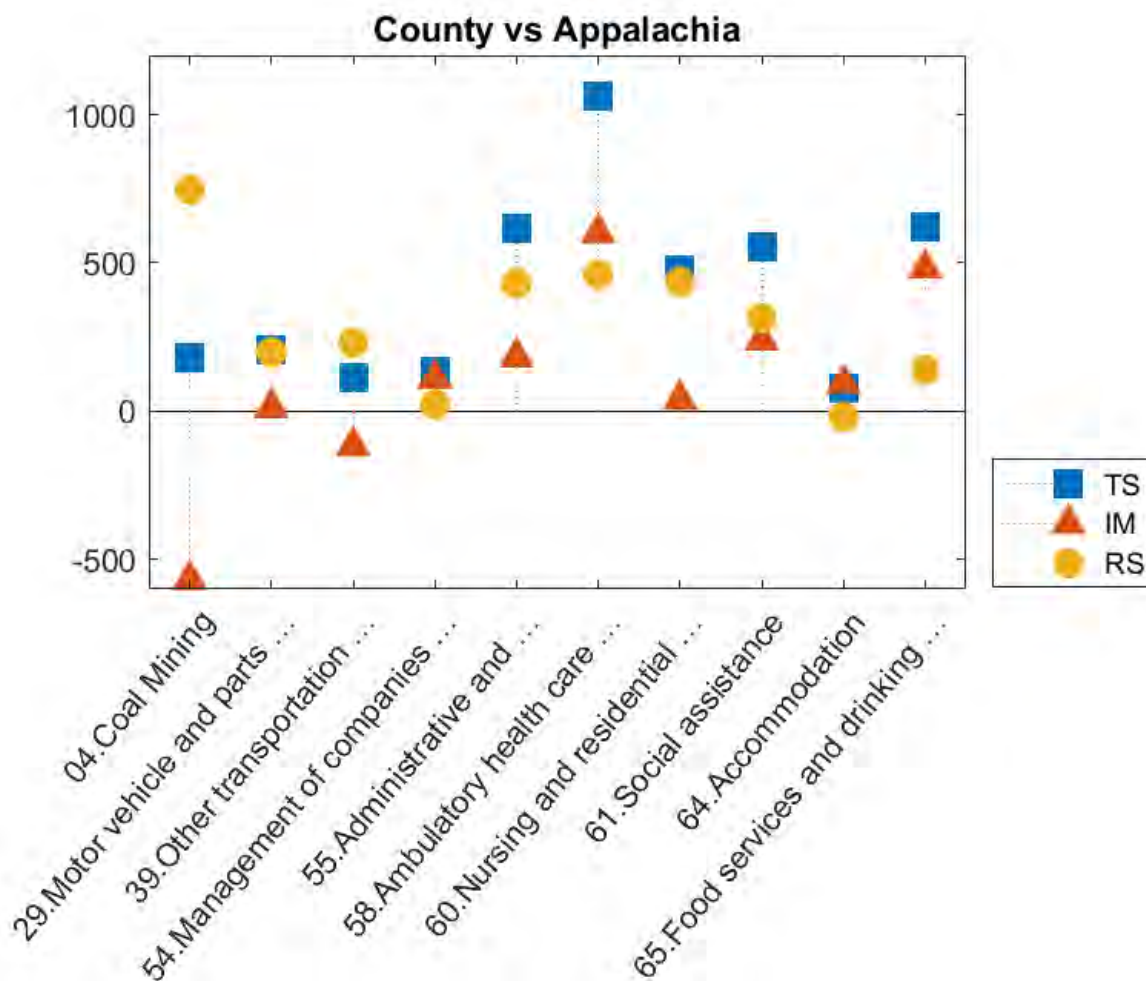 County vs Appalachia
1000
500
0
-500
TS
IM
RS
04.Coal Mining
29.Motor vehicle and parts ...
39.Other transportation ...
54.Management of companies ...
55.Administrative and ...
58.Ambulatory health care ...
60.Nursing and residential ...
61.Social assistance
64.Accommodation
65.Food services and drinking ...